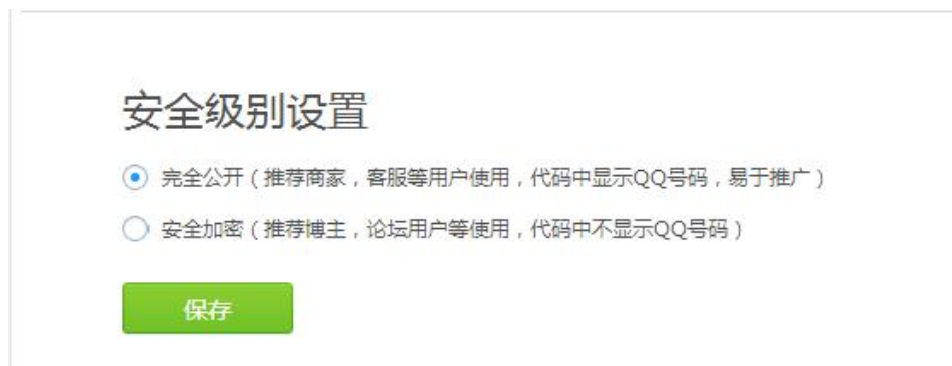 安全级别设置
完全公开（推荐商家，客服等用户使用，代码中显示QQ号码，易于推广）
安全加密（推荐博主，论坛用户等使用，代码中不显示QQ号码）
保存